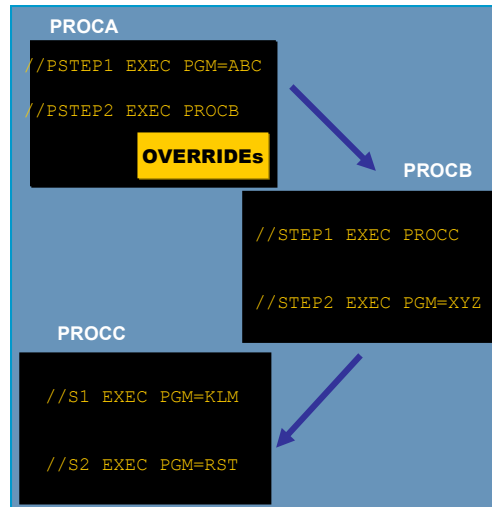 PROCA
//PSTEP1 EXEC PGM=ABC
//PSTEP2 EXEC PROCB
OVERRIDEs
PROCB
//STEP1 EXEC PROCC
//STEP2 EXEC PGM=XYZ
PROCC
//S1 EXEC PGM=KLM
//S2 EXEC PGM=RST